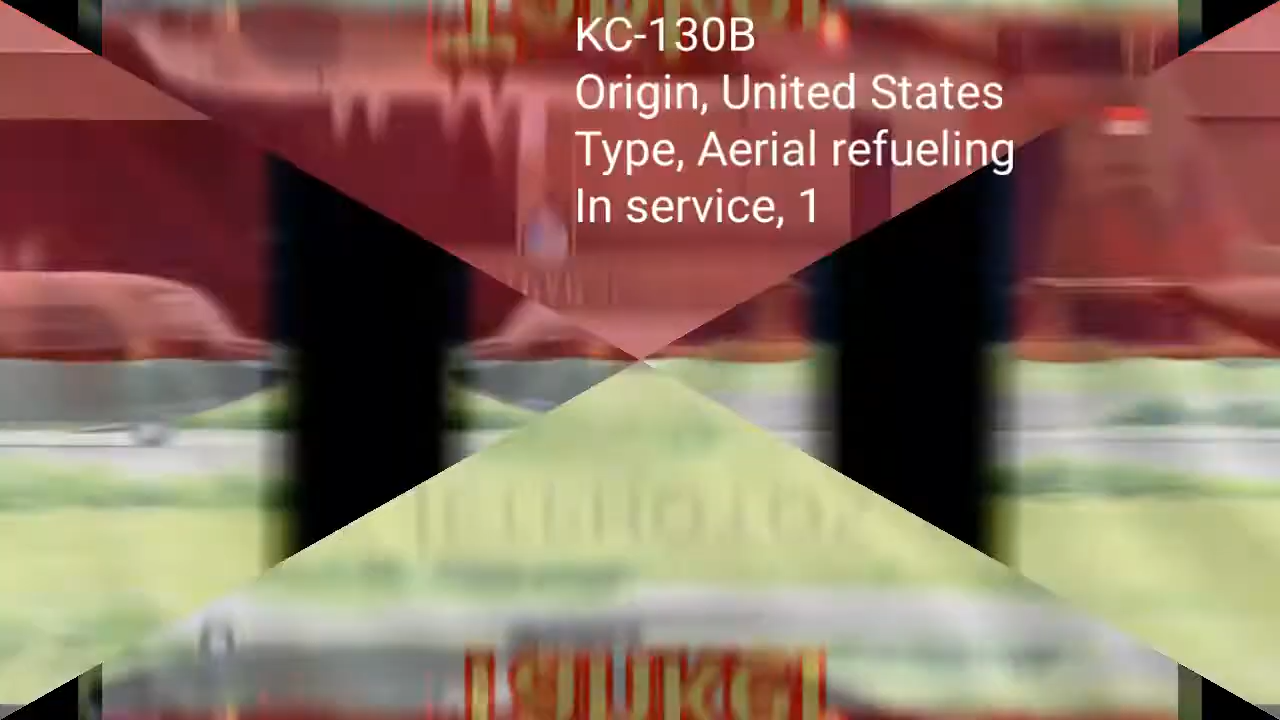 KC-130B
Origin, United States
Type, Aerial refueling
In service, 1